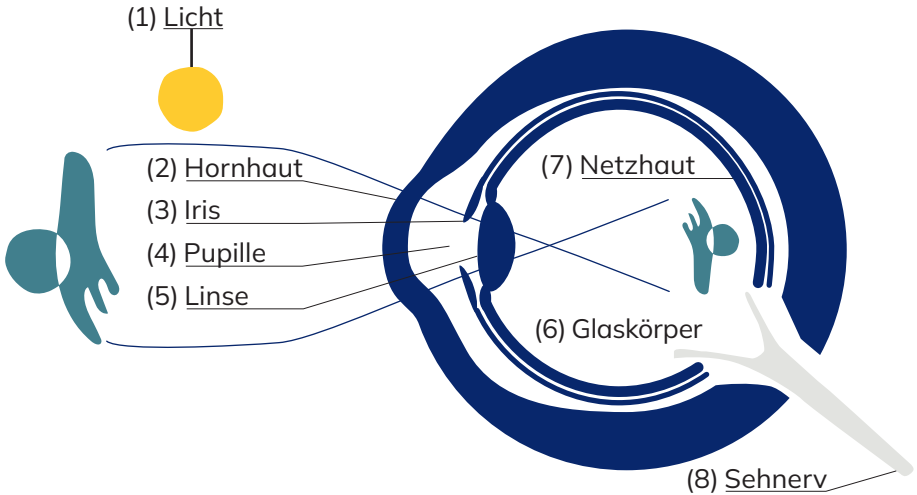 (1) Licht
(2) Hornhaut
(3) Iris
(4) Pupille
(5) Linse
(6) Glaskörper
(7) Netzhaut
(8) Sehnerv